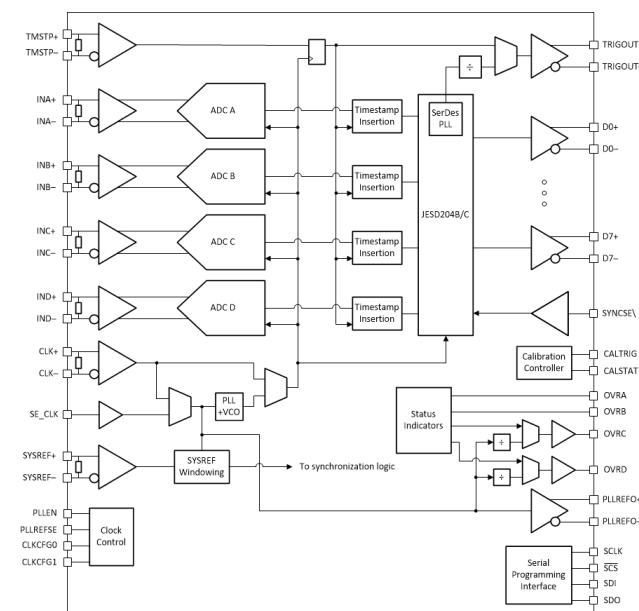 TMSTP+
TMSTP−
INA+
INA−
INB+
INB−
INC+
INC−
IND+
IND−
CLK+
CLK−
SE_CLK
SYSREF+
SYSREF−
PLLEN
PLLREFSE
CLKCFG0
CLKCFG1
ADC A
ADC B
ADC C
ADC D
PLL
+VCO
SYSREF
Windowing
To synchronization logic
Clock
Control
Timestamp
Insertion
Timestamp
Insertion
Timestamp
Insertion
Timestamp
Insertion
÷
SerDes
PLL
JESD204B/C
Calibration
Controller
Status
Indicators
÷
÷
Serial
Programming
Interface
TRIGOUT
TRIGOUT
D0+
D0−
D7+
D7−
SYNCSE\
CALTRIG
CALSTAT
OVRA
OVRB
OVRC
OVRD
PLLREFO+
PLLREFO-
SCLK
SCS
SDI
SDO